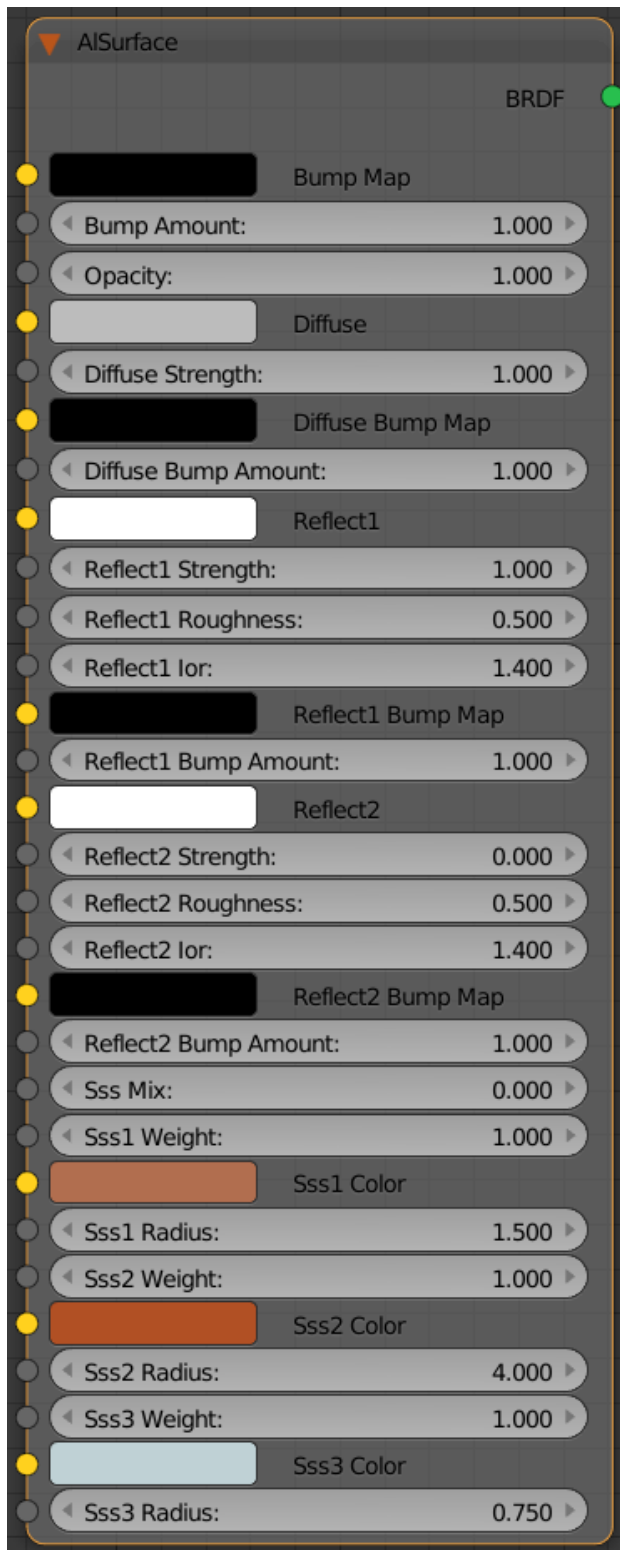 AlSurface
BRDF
Bump Map
Bump Amount: 1.000
Opacity: 1.000
Diffuse
Diffuse Strength: 1.000
Diffuse Bump Map
Diffuse Bump Amount: 1.000
Reflect1
Reflect1 Strength: 1.000
Reflect1 Roughness: 0.500
Reflect1 Ior: 1.400
Reflect1 Bump Map
Reflect1 Bump Amount: 1.000
Reflect2
Reflect2 Strength: 0.000
Reflect2 Roughness: 0.500
Reflect2 Ior: 1.400
Reflect2 Bump Map
Reflect2 Bump Amount: 1.000
Sss Mix: 0.000
Sss1 Weight: 1.000
Sss1 Color
Sss1 Radius: 1.500
Sss2 Weight: 1.000
Sss2 Color
Sss2 Radius: 4.000
Sss3 Weight: 1.000
Sss3 Color
Sss3 Radius: 0.750